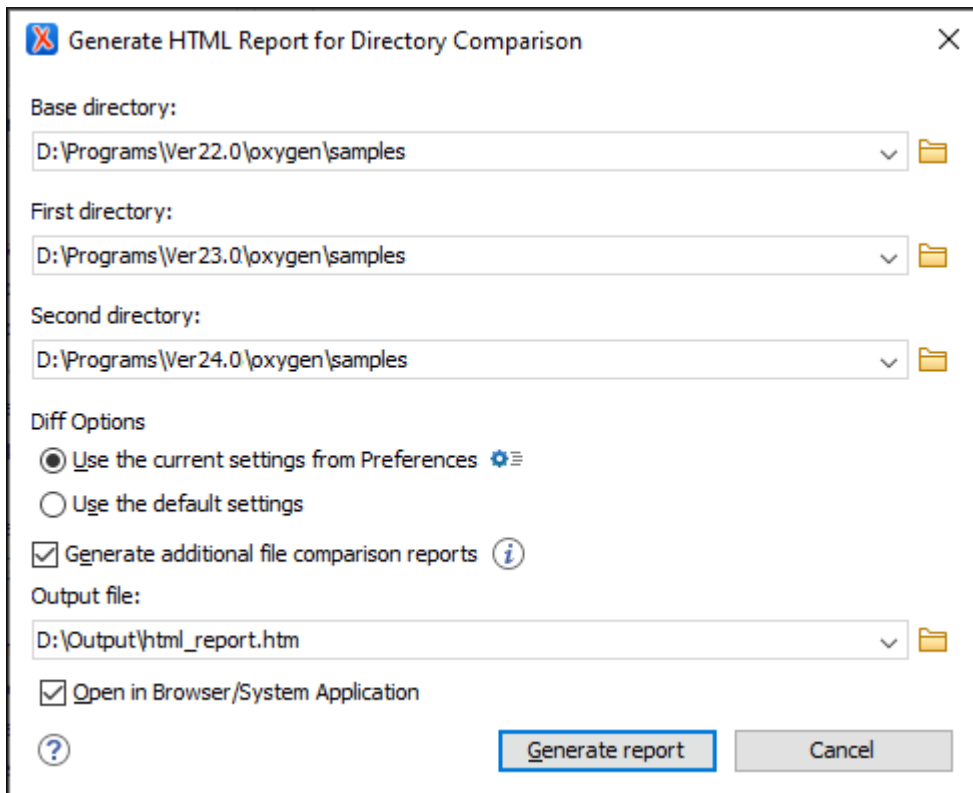 Generate HTML Report for Directory Comparison
Base directory:
D:\Programs\Ver22.0\oxygen\samples
First directory:
D:\Programs\Ver23.0\oxygen\samples
Second directory:
D:\Programs\Ver24.0\oxygen\samples
Diff Options
Use the current settings from Preferences
Use the default settings
Generate additional file comparison reports
Output file:
D:\Output\html_report.htm
Open in Browser/System Application
Generate report Cancel